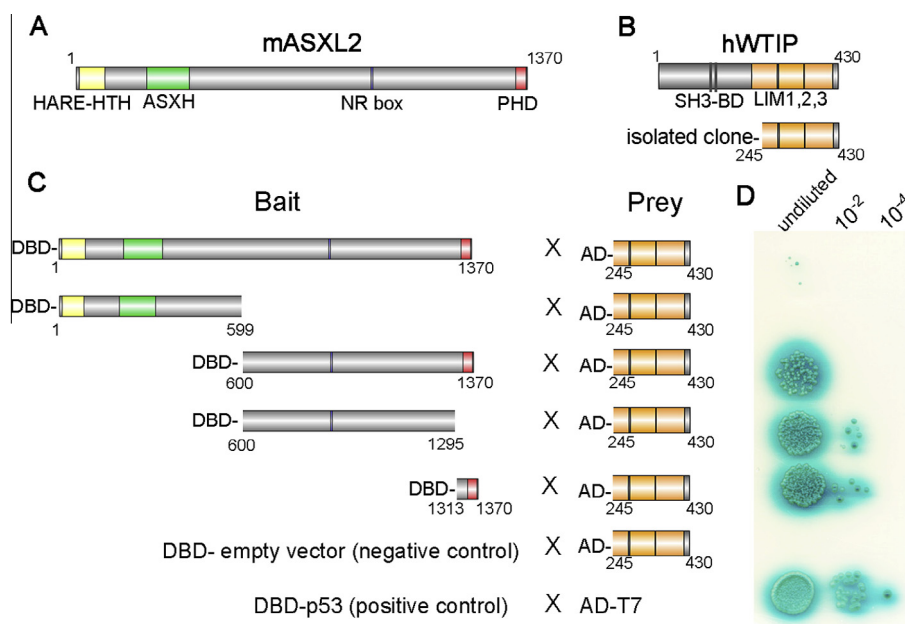 A
mASXL2
1
1370
HARE-HTH
ASXH
NR box
PHD
B
hWTIP
1
430
SH3-BD
LIM1,2,3
isolated clone-
245
430
C
Bait
Prey
D
undiluted
10-2
10-4
DBD-
1
1370
X
AD-
245
430
DBD-
1
599
X
AD-
245
430
DBD-
600
1370
X
AD-
245
430
DBD-
600
1295
X
AD-
245
430
DBD-
1313
1370
X
AD-
245
430
DBD- empty vector (negative control)
X
AD-
245
430
DBD-p53 (positive control)
X
AD-T7